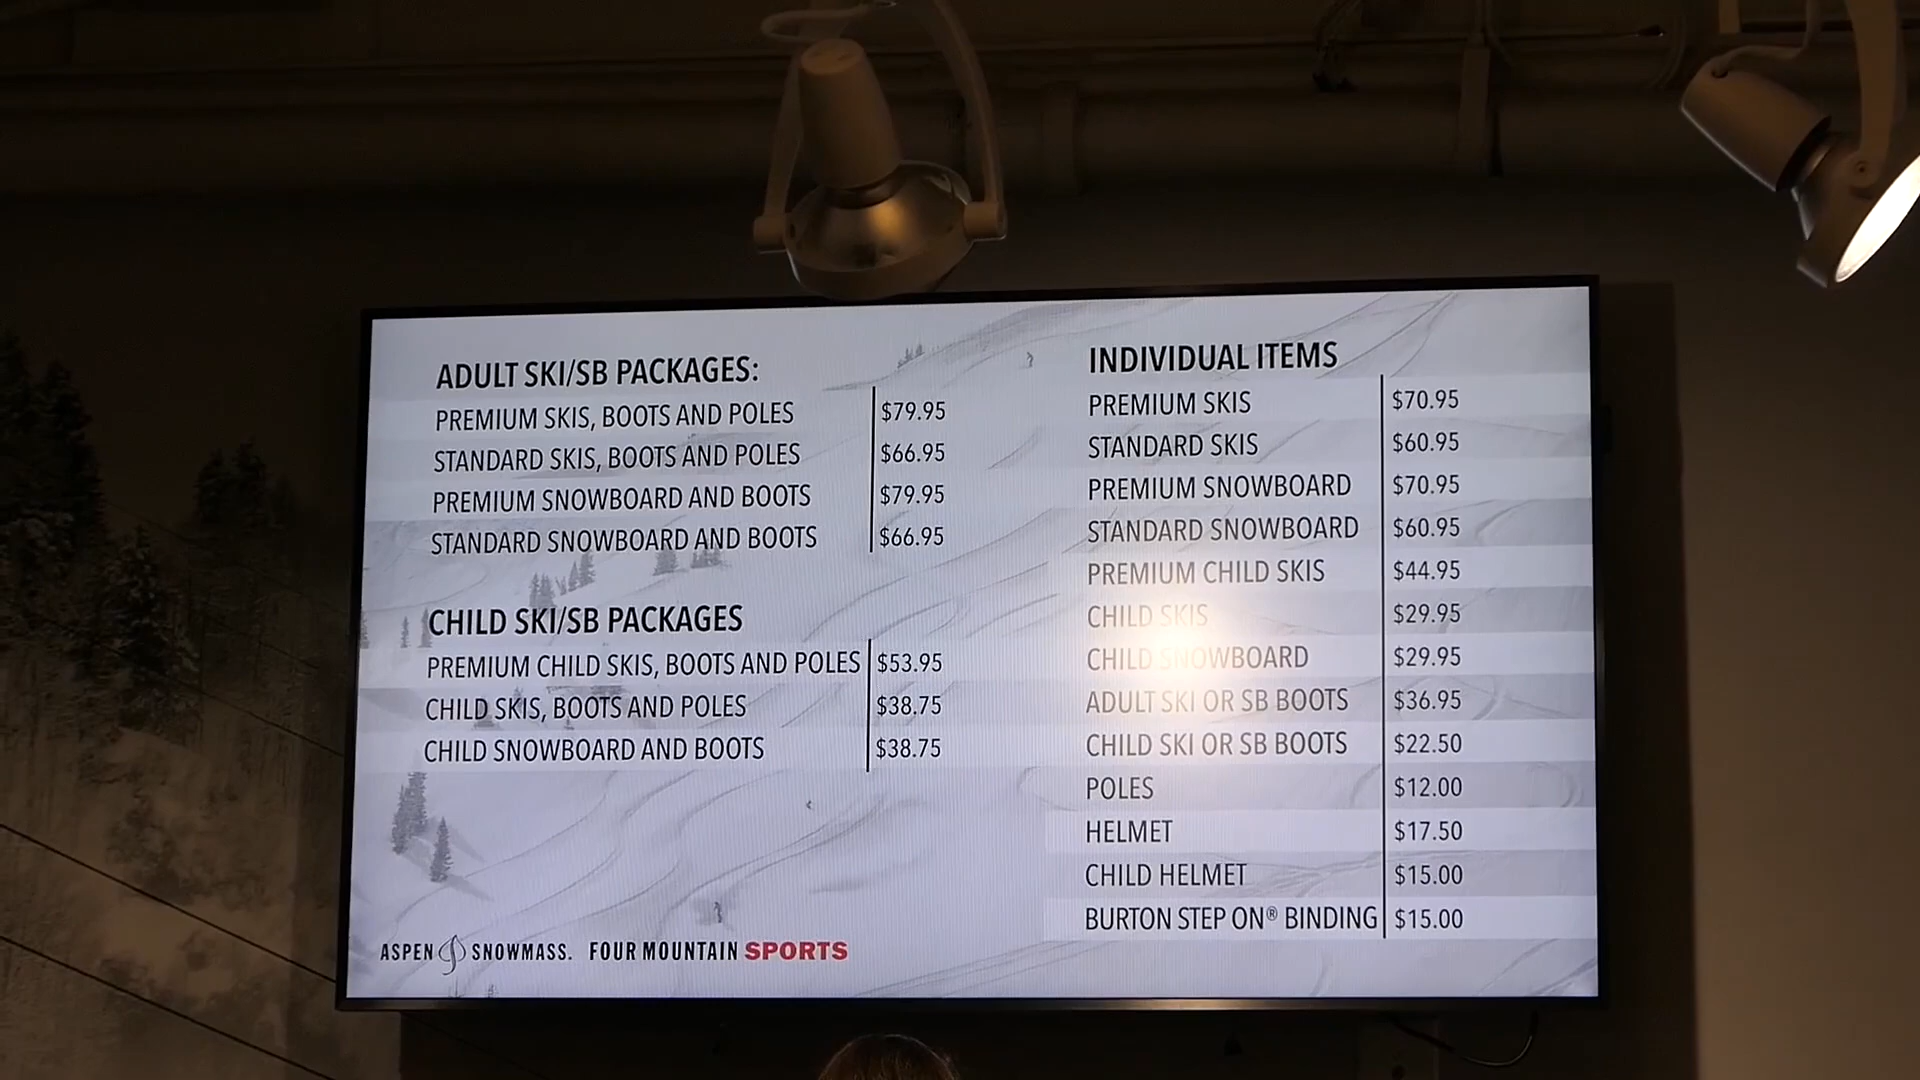 ADULT SKI/SB PACKAGES:
PREMIUM SKIS, BOOTS AND POLES $79.95
STANDARD SKIS, BOOTS AND POLES $66.95
PREMIUM SNOWBOARD AND BOOTS $79.95
STANDARD SNOWBOARD AND BOOTS $66.95
CHILD SKI/SB PACKAGES
PREMIUM CHILD SKIS, BOOTS AND POLES $53.95
CHILD SKIS, BOOTS AND POLES $38.75
CHILD SNOWBOARD AND BOOTS $38.75
ASPEN SNOWMASS. FOUR MOUNTAIN SPORTS
INDIVIDUAL ITEMS
PREMIUM SKIS $70.95
STANDARD SKIS $60.95
PREMIUM SNOWBOARD $70.95
STANDARD SNOWBOARD $60.95
PREMIUM CHILD SKIS $44.95
CHILD SKIS $29.95
CHILD SNOWBOARD $29.95
ADULT SKI OR SB BOOTS $36.95
CHILD SKI OR SB BOOTS $22.50
POLES $12.00
HELMET $17.50
CHILD HELMET $15.00
BURTON STEP ON® BINDING $15.00